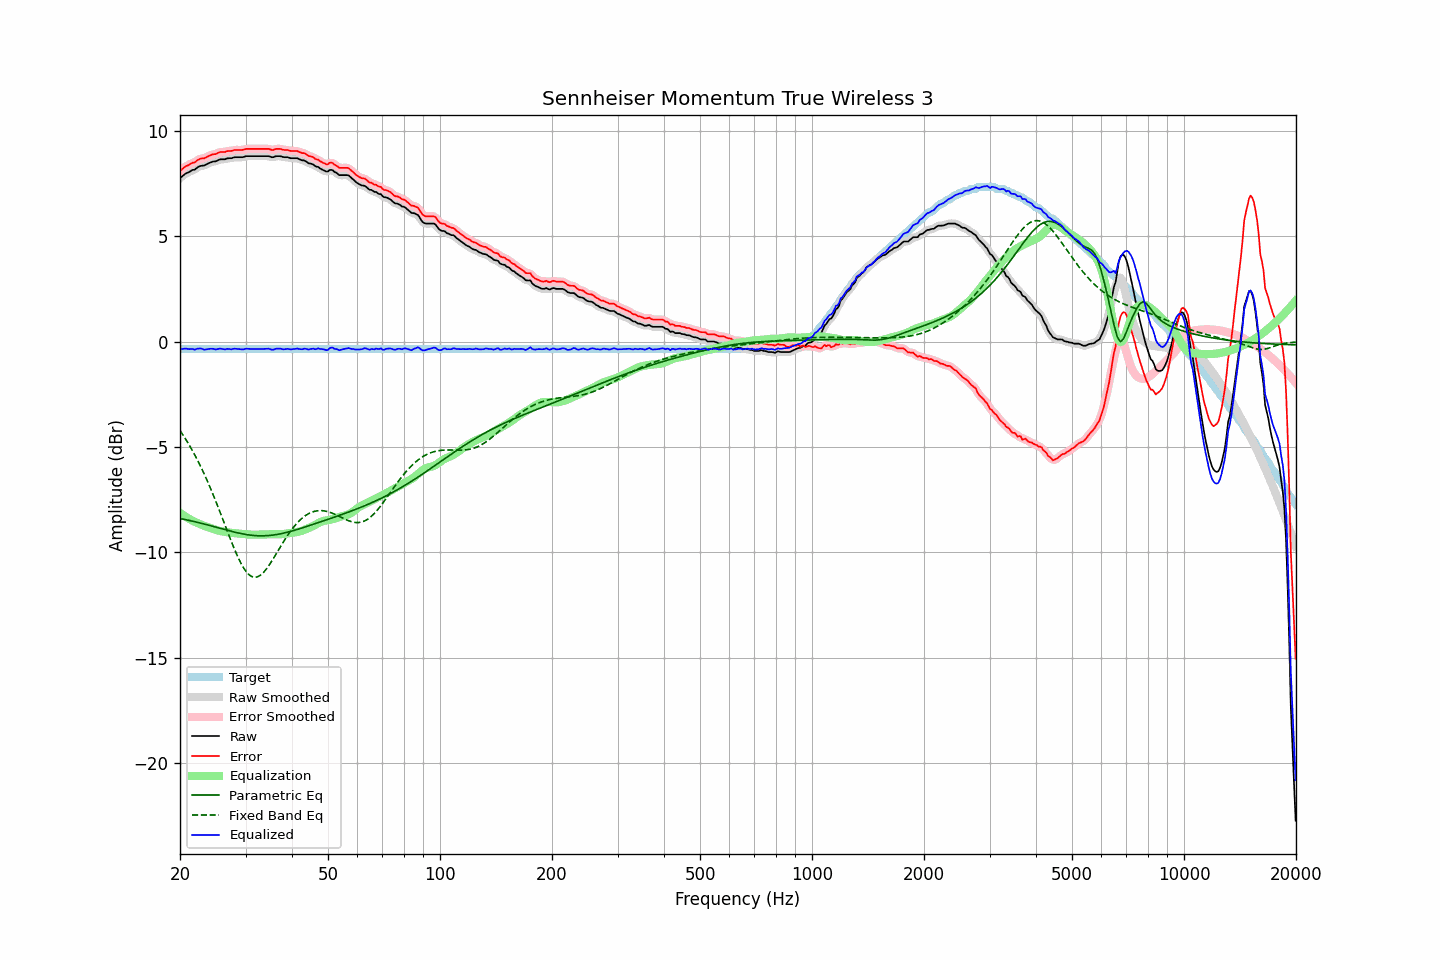 Sennheiser Momentum True Wireless 3
10
5
0
−5
−10
−15
−20
Amplitude (dBr)
Target
Raw Smoothed
Error Smoothed
Raw
Error
Equalization
Parametric Eq
Fixed Band Eq
Equalized
20 50 100 200 500 1000 2000 5000 10000 20000
Frequency (Hz)